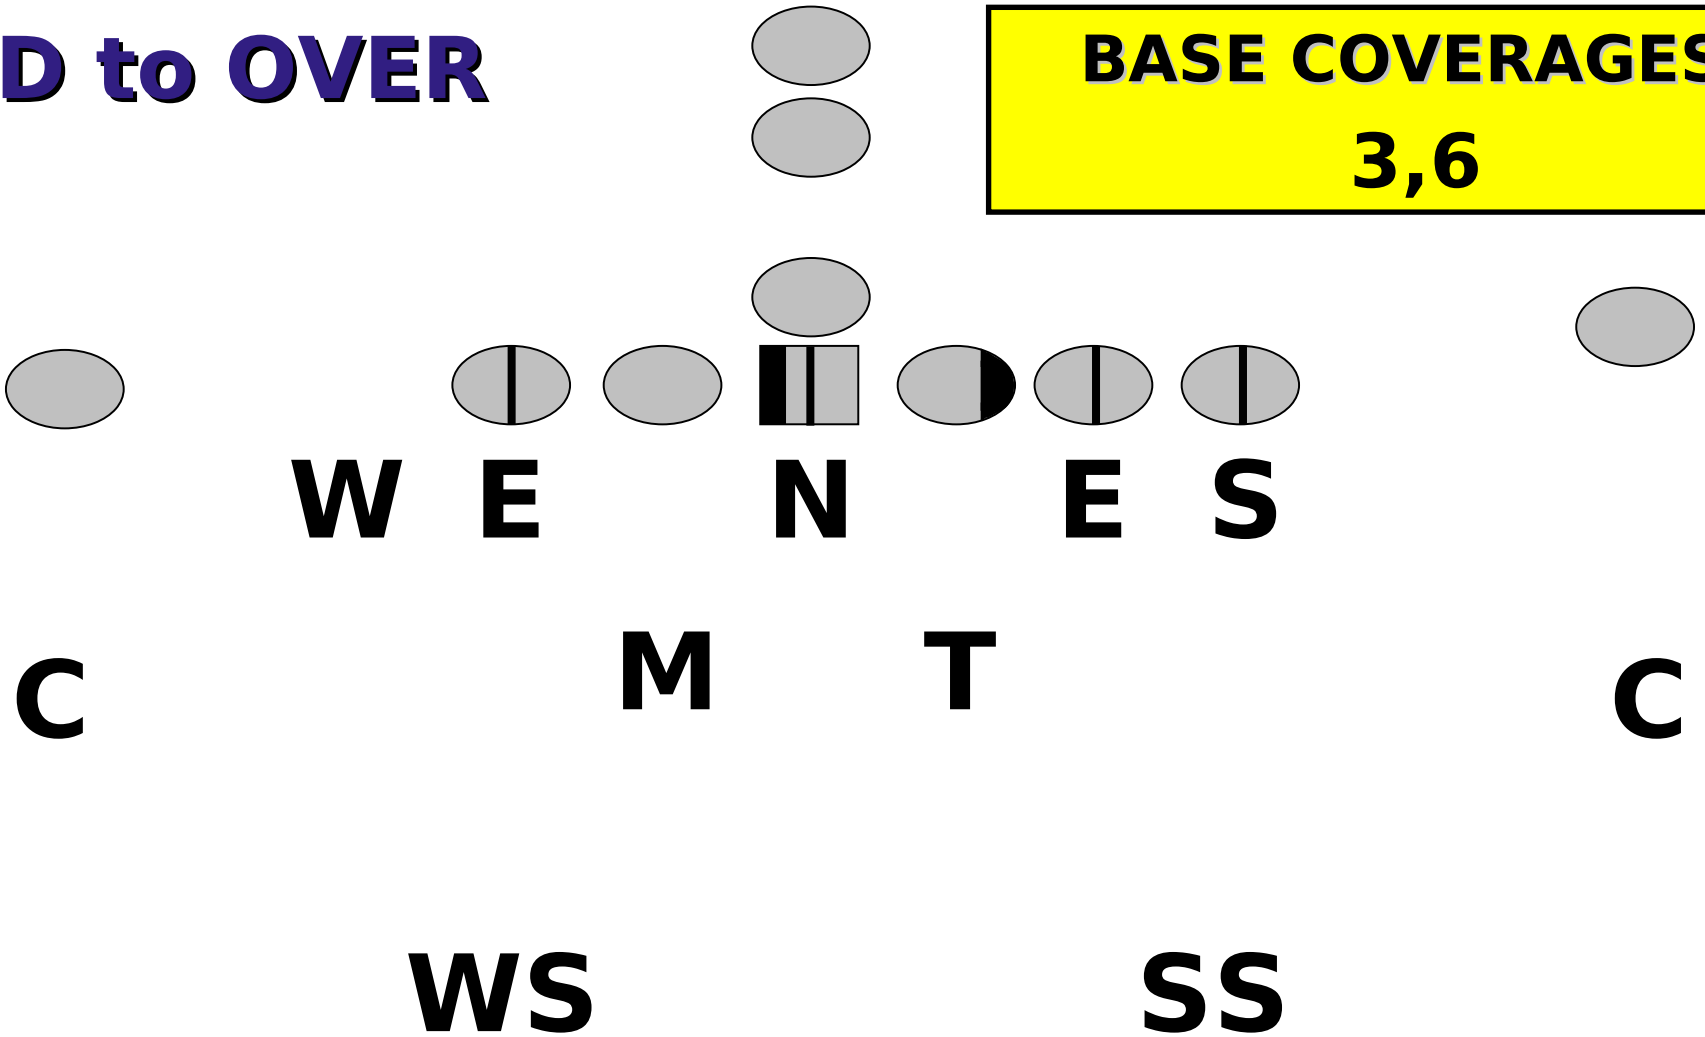 D to OVER
BASE COVERAGES
3,6
W E N E S
M T
C C
WS SS